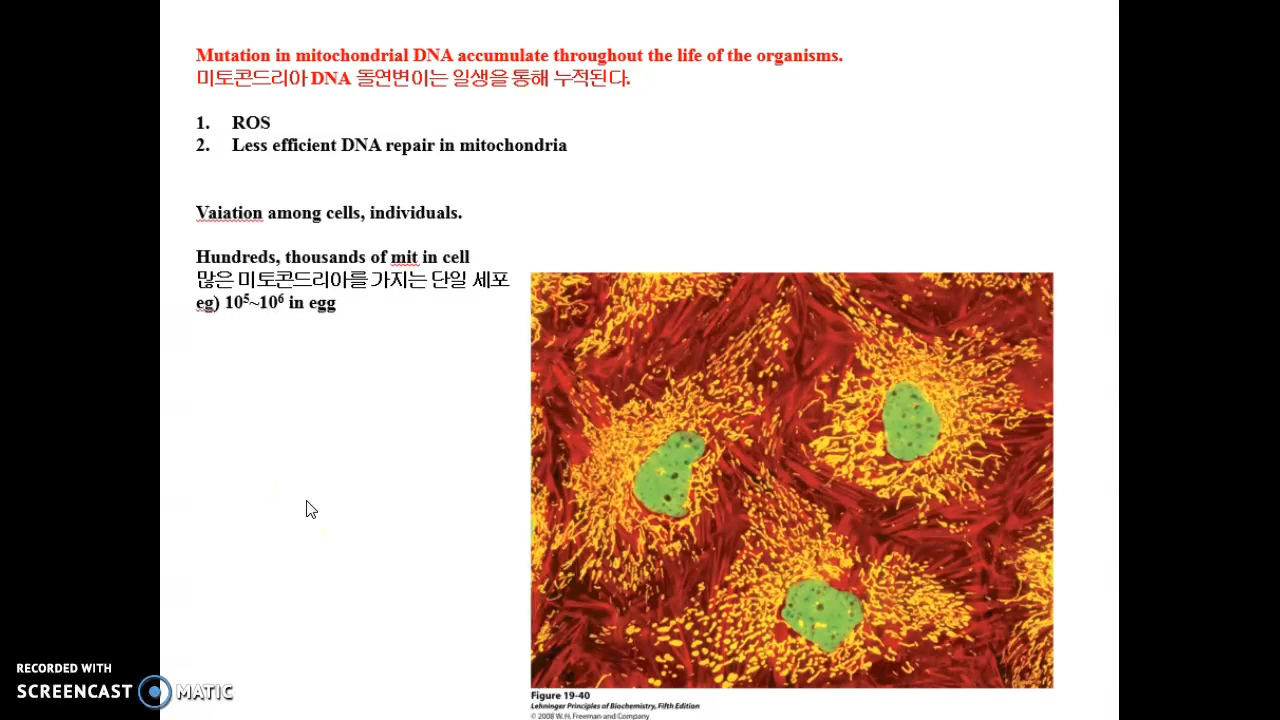 Mutation in mitochondrial DNA accumulate throughout the life of the organisms.
미토콘드리아 DNA 돌연변이는 일생을 통해 누적된다.
1. ROS
2. Less efficient DNA repair in mitochondria
Vaiation among cells, individuals.
Hundreds, thousands of mit in cell
많은 미토콘드리아를 가지는 단일 세포
eg) 10⁵~10⁶ in egg
Figure 19-40
Lehninger Principles of Biochemistry, Fifth Edition
© 2008 W. H. Freeman and Company
RECORDED WITH
SCREENCAST MATIC